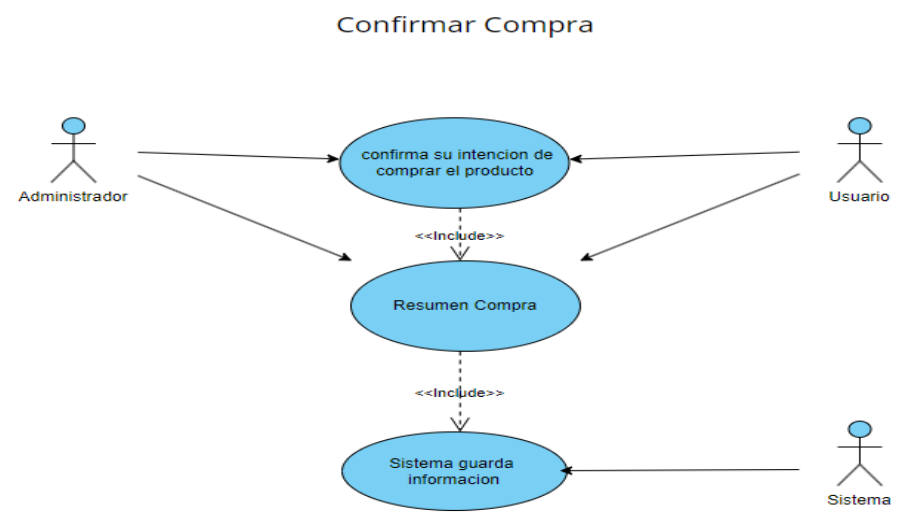 Confirmar Compra
confirma su intencion de
comprar el producto
Administrador
Usuario
<<Include>>
Resumen Compra
<<Include>>
Sistema guarda
informacion
Sistema